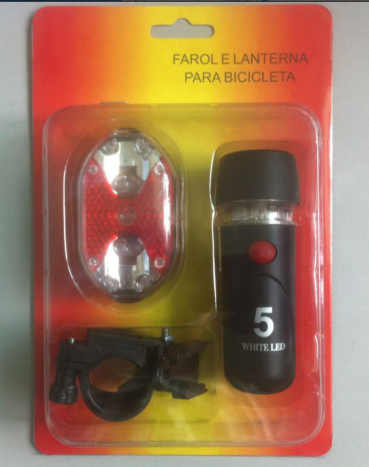 FAROL E LANTERNA
PARA BICICLETA
5
WHITE LED